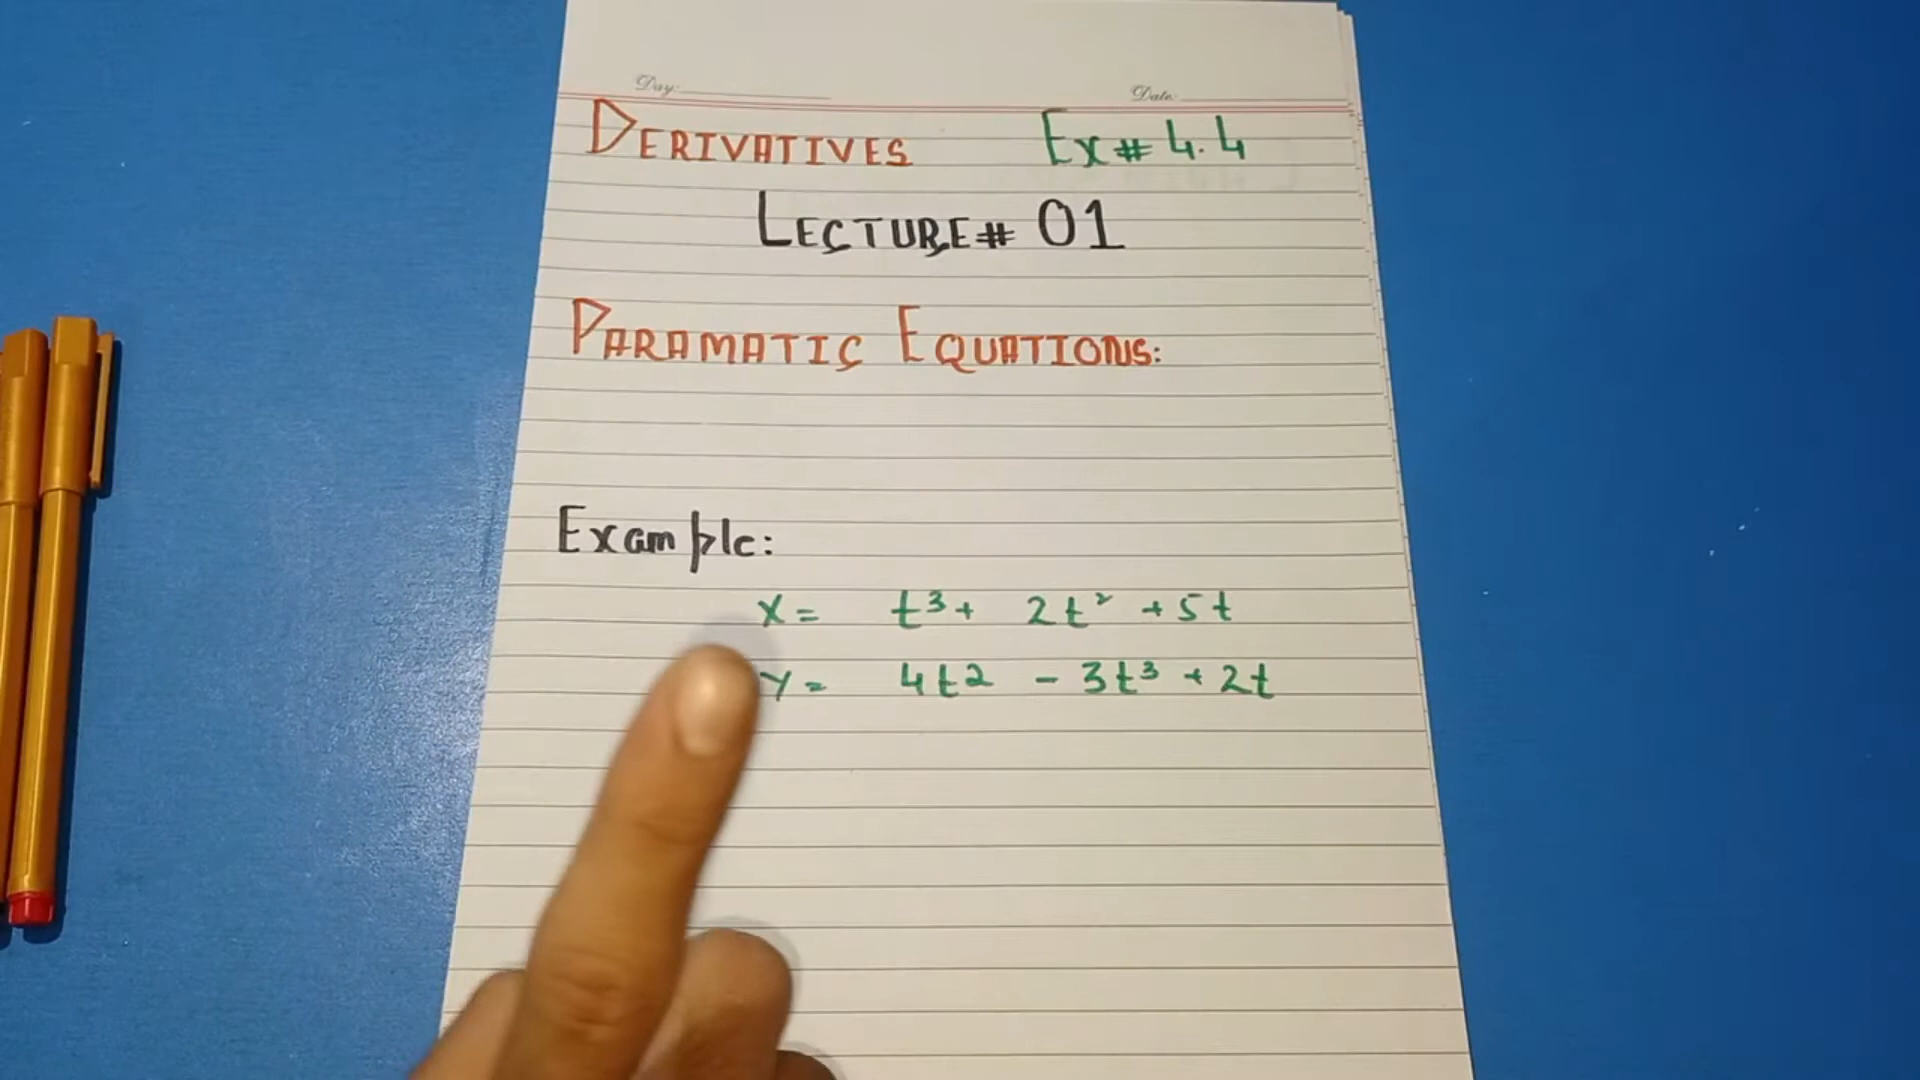 Day: Date:
DERIVATIVES Ex# 4.4
LECTURE# 01
PARAMATIC EQUATIONS:
Example:
x= t³+ 2t² +5t
y= 4t2 - 3t³ +2t